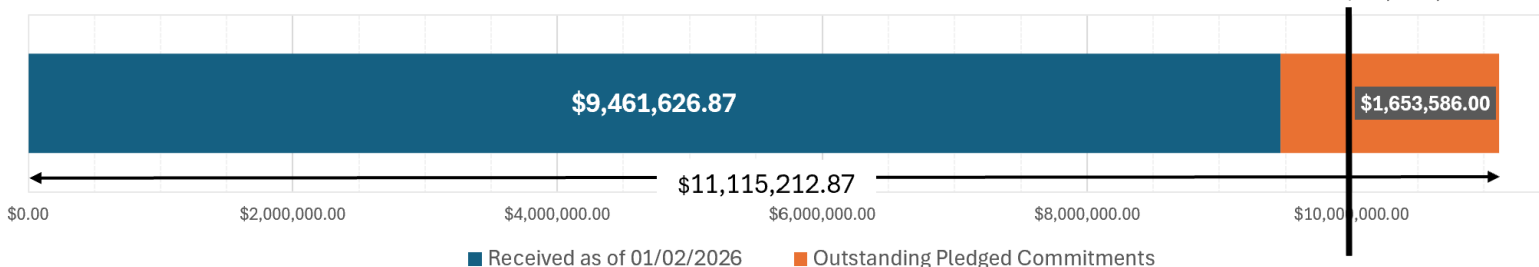 $9,461,626.87
$1,653,586.00
$11,115,212.87
$0.00 $2,000,000.00 $4,000,000.00 $6,000,000.00 $8,000,000.00 $10,000,000.00
Received as of 01/02/2026 Outstanding Pledged Commitments